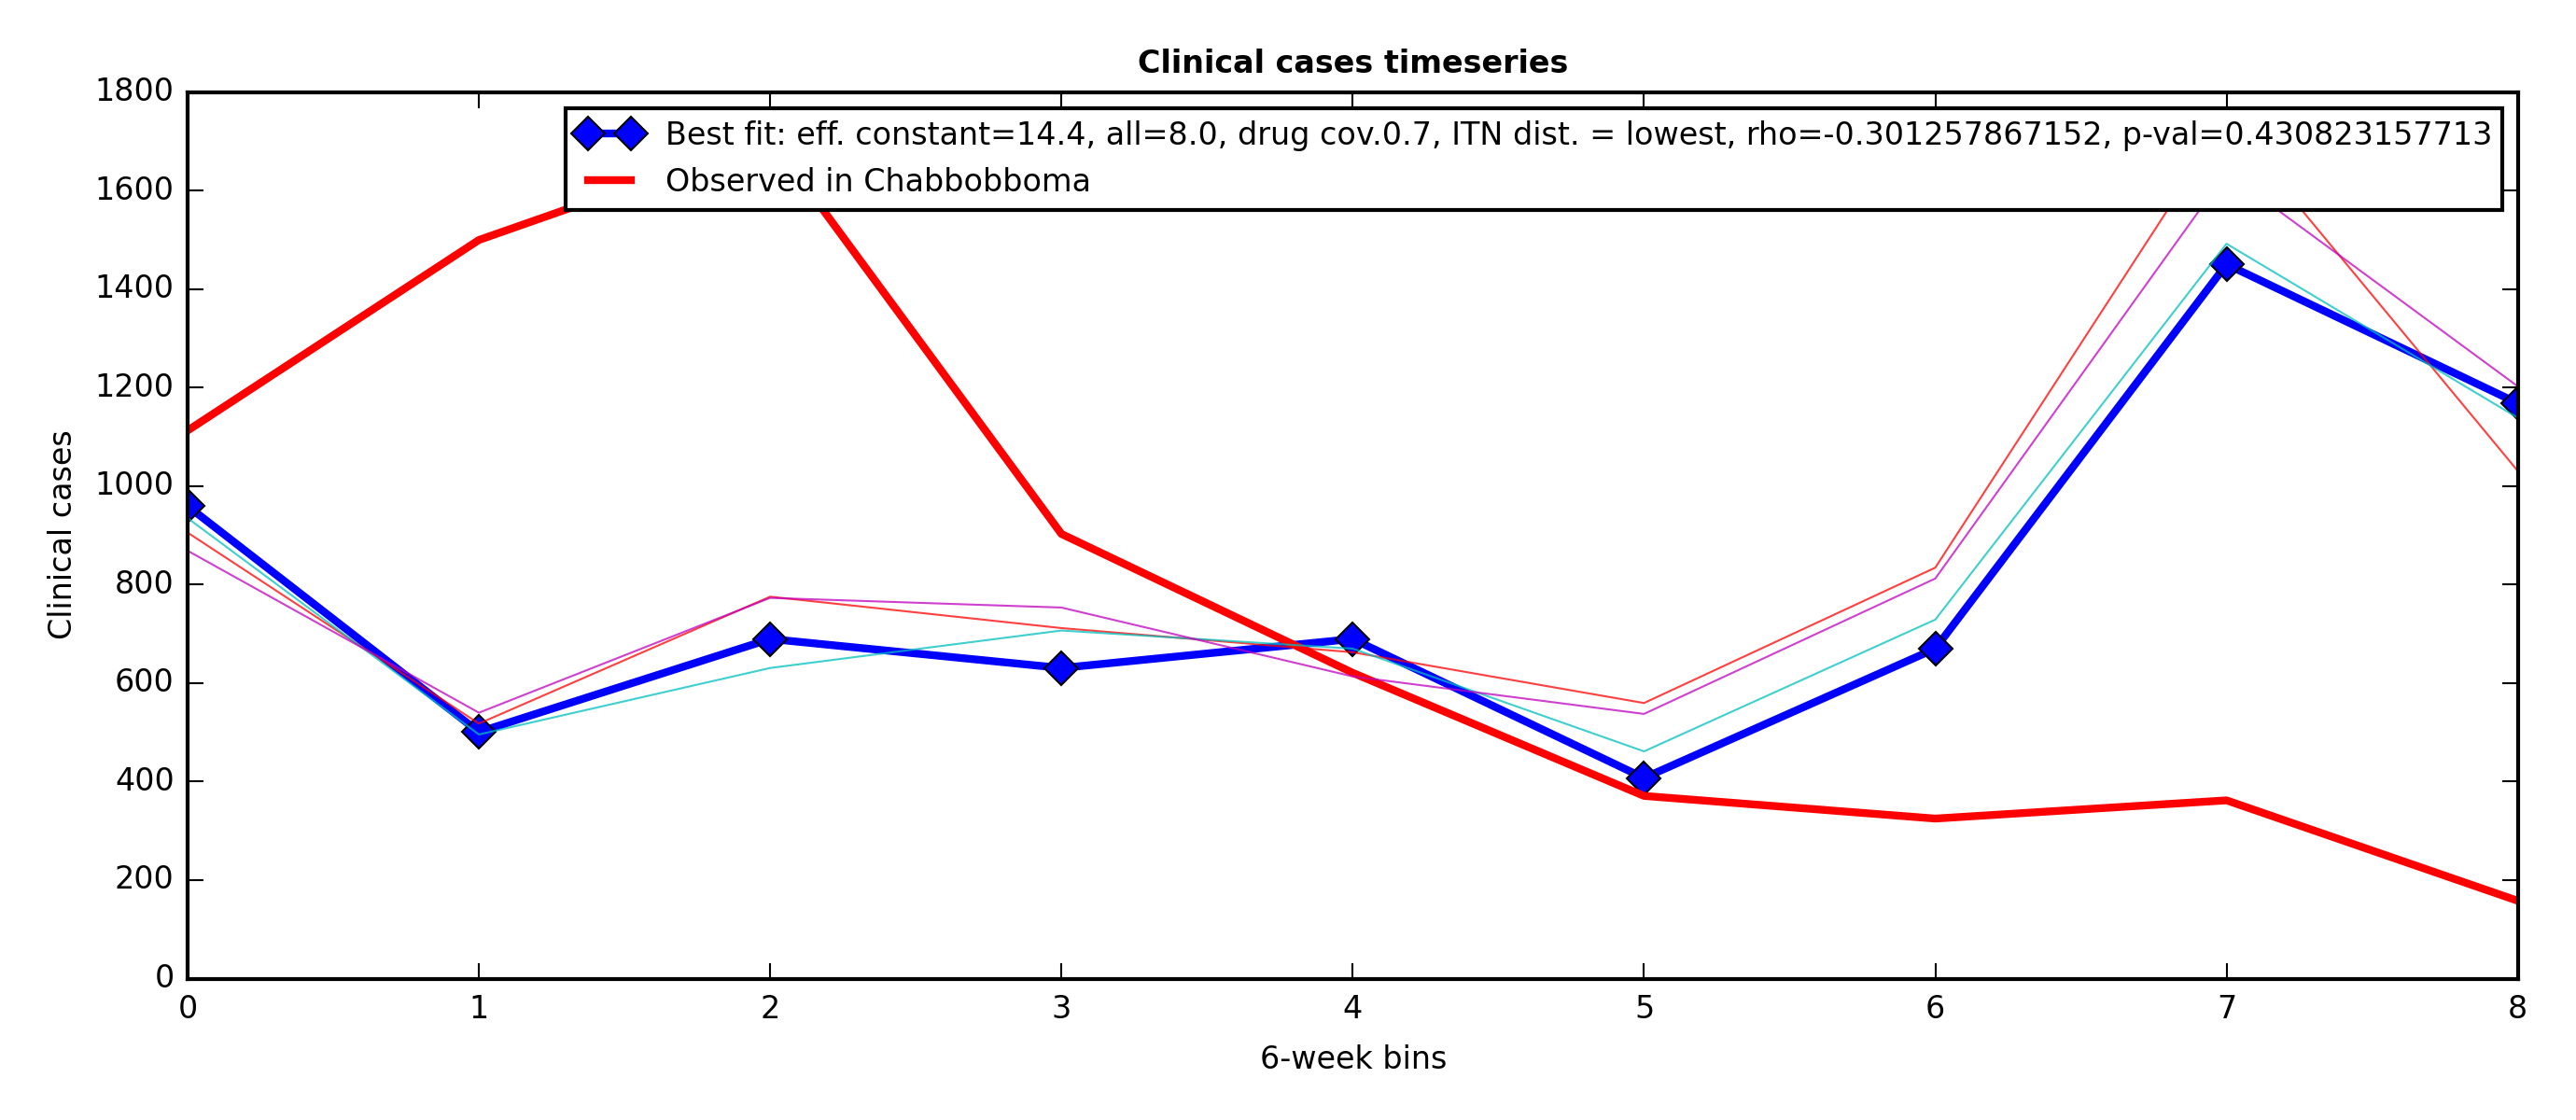 Clinical cases timeseries
1800
1600
1400
1200
1000
800
600
400
200
0
Clinical cases
Best fit: eff. constant=14.4, all=8.0, drug cov.0.7, ITN dist. = lowest, rho=-0.301257867152, p-val=0.430823157713
Observed in Chabbobboma
0 1 2 3 4 5 6 7 8
6-week bins